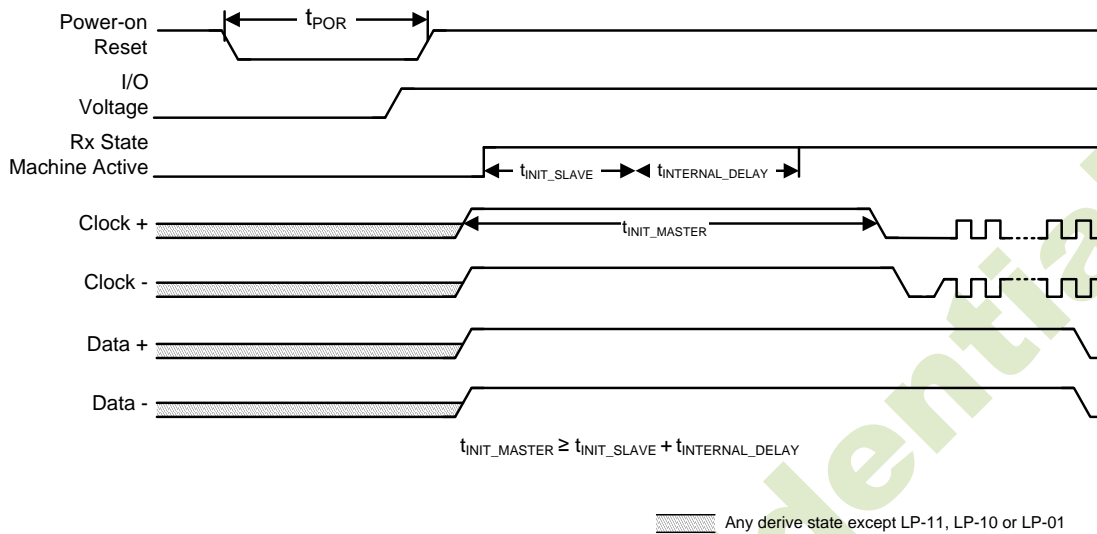 Power-on
Reset
tPOR
I/O
Voltage
Rx State
Machine Active
tINIT_SLAVE
tINTERNAL_DELAY
Clock +
tINIT_MASTER
Clock -
Data +
Data -
tINIT_MASTER ≥ tINIT_SLAVE + tINTERNAL_DELAY
Any derive state except LP-11, LP-10 or LP-01
dential